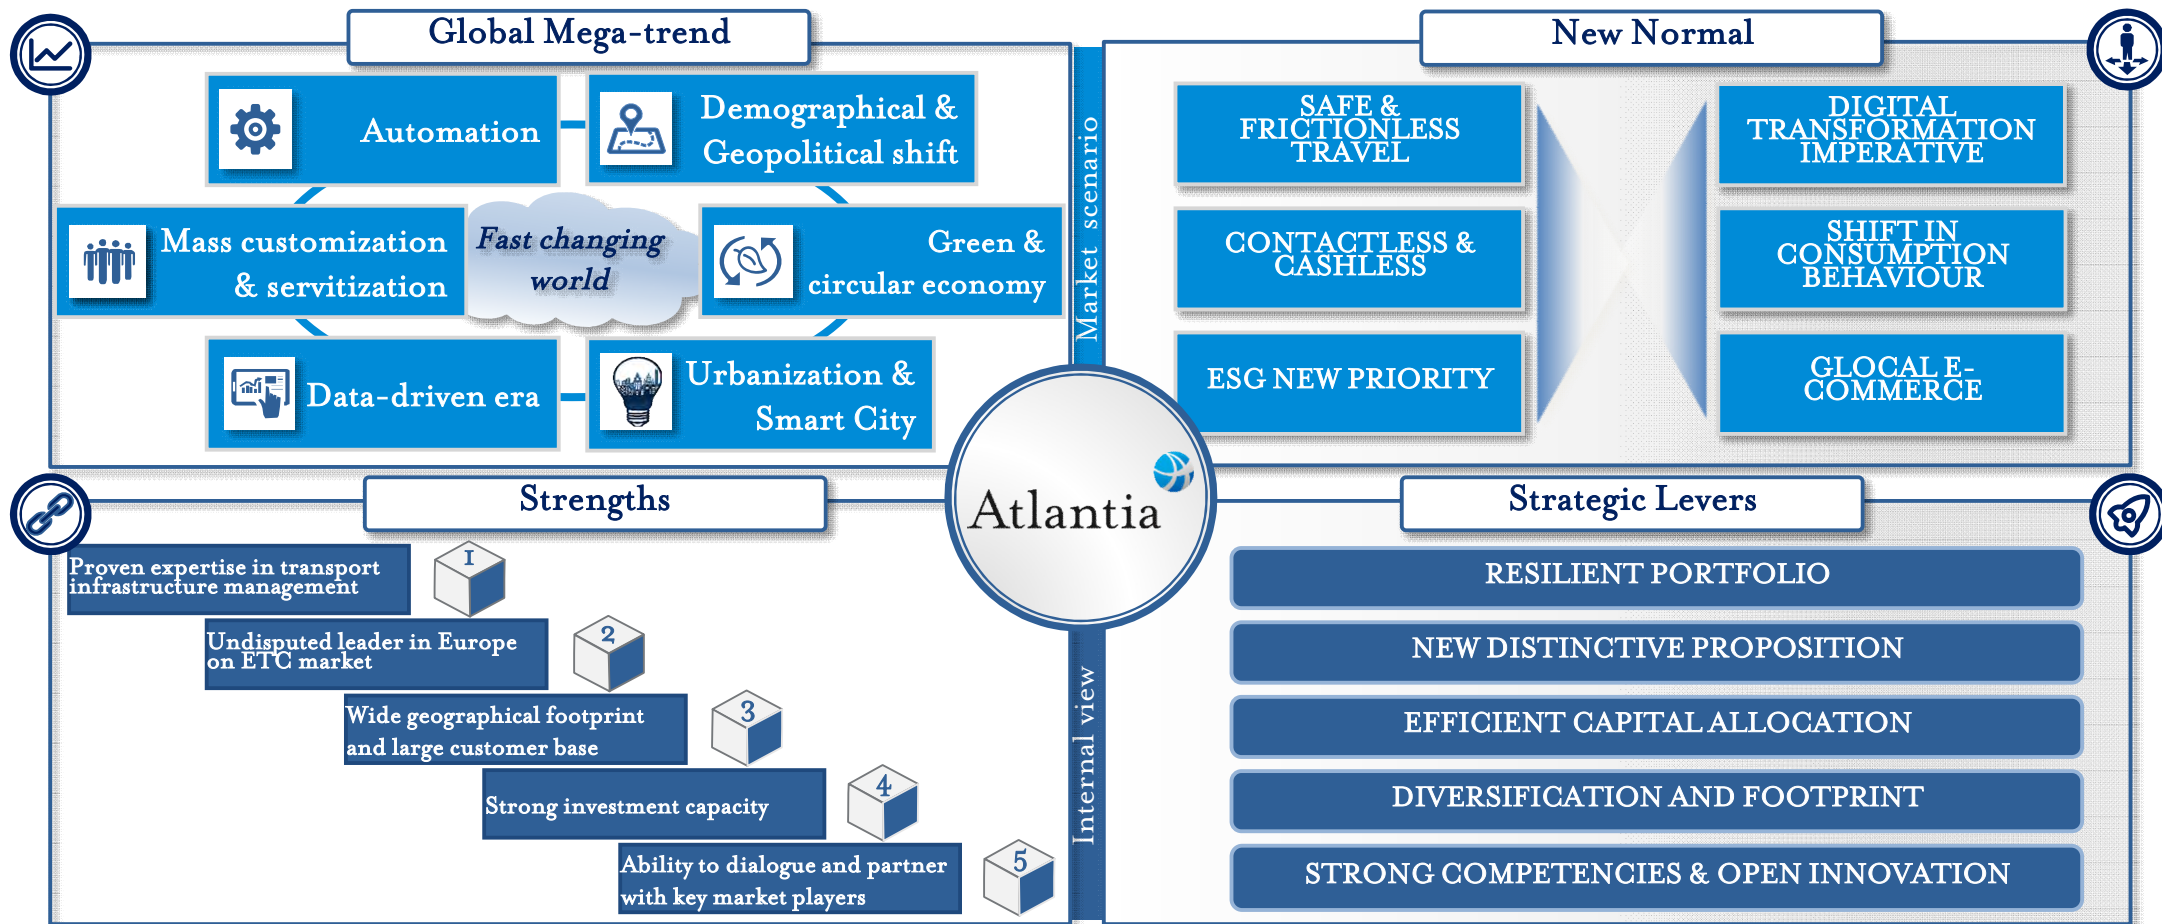 Global Mega-trend
Automation
Demographical &
Geopolitical shift
Mass customization
& servitization
Fast changing
world
Green &
circular economy
Data-driven era
Urbanization &
Smart City
Market scenario
New Normal
SAFE &
FRICTIONLESS
TRAVEL
DIGITAL
TRANSFORMATION
IMPERATIVE
CONTACTLESS &
CASHLESS
SHIFT IN
CONSUMPTION
BEHAVIOUR
ESG NEW PRIORITY
GLOCAL E-
COMMERCE
Atlantia
Strengths
Proven expertise in transport
infrastructure management
1
Undisputed leader in Europe
on ETC market
2
Wide geographical footprint
and large customer base
3
Strong investment capacity
4
Ability to dialogue and partner
with key market players
5
Internal view
Strategic Levers
RESILIENT PORTFOLIO
NEW DISTINCTIVE PROPOSITION
EFFICIENT CAPITAL ALLOCATION
DIVERSIFICATION AND FOOTPRINT
STRONG COMPETENCIES & OPEN INNOVATION